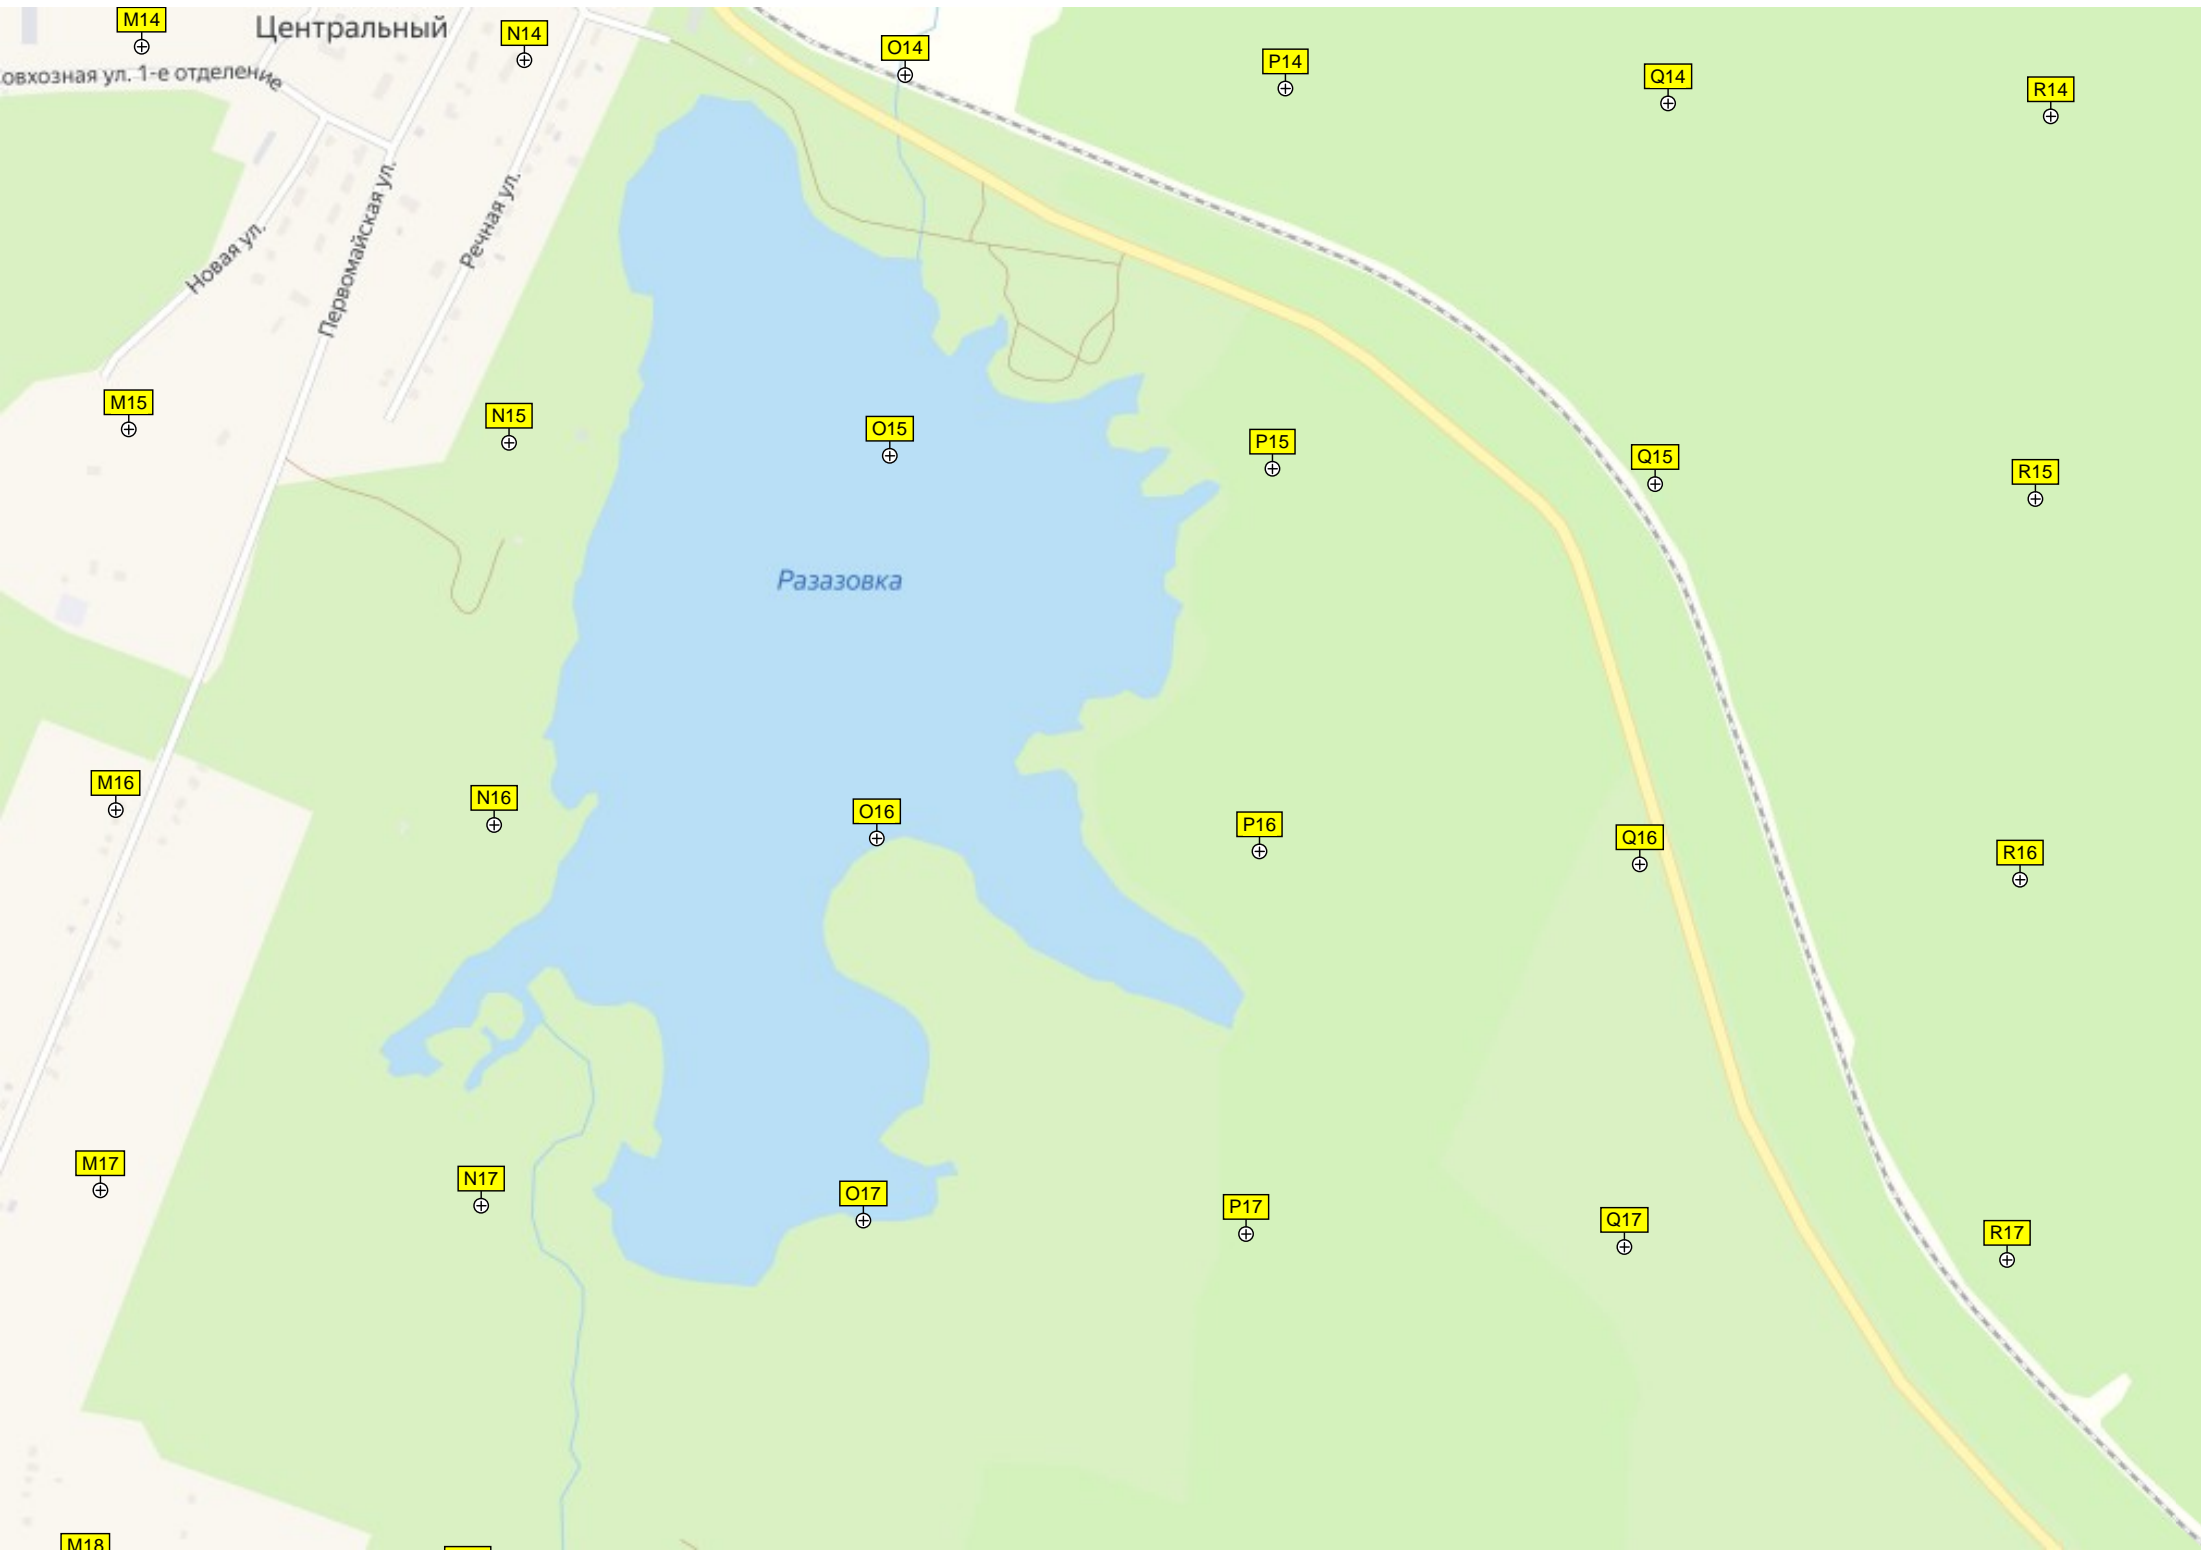 M14
Центральный
N14
O14
P14
Q14
R14
овхозная ул. 1-е отделение
Новая ул.
Первомайская ул.
Речная ул.
M15
N15
O15
P15
Q15
R15
Разазовка
M16
N16
O16
P16
Q16
R16
M17
N17
O17
P17
Q17
R17
M18